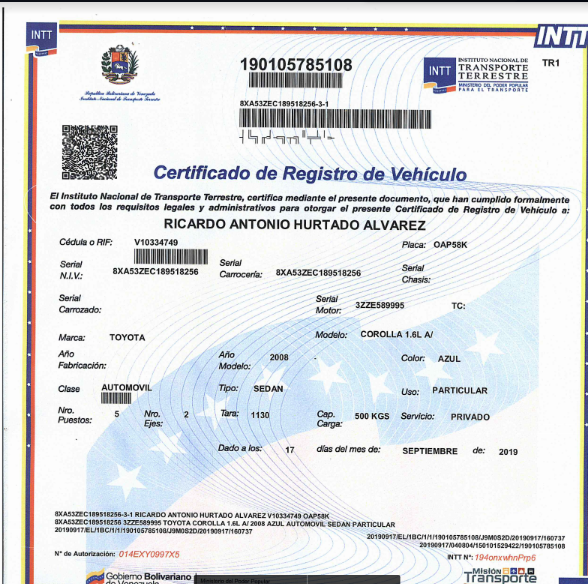 INTT
INTT
190105785108
INTT INSTITUTO NACIONAL DE
TRANSPORTE
TERRESTRE
MINISTERIO DEL PODER POPULAR
PARA EL TRANSPORTE
TR1
República Bolivariana de Venezuela
Instituto Nacional de Transporte Terrestre
8XA53ZEC189518256-3-1
Certificado de Registro de Vehículo
El Instituto Nacional de Transporte Terrestre, certifica mediante el presente documento, que han cumplido formalmente
con todos los requisitos legales y administrativos para otorgar el presente Certificado de Registro de Vehículo a:
RICARDO ANTONIO HURTADO ALVAREZ
Cédula o RIF: V10334749 Placa: OAP58K
Serial N.I.V.: 8XA53ZEC189518256 Serial Carrocería: 8XA53ZEC189518256 Serial Chasis:
Serial Carrozado: Serial Motor: 3ZZE589995 TC:
Marca: TOYOTA Modelo: COROLLA 1.6L A/
Año Fabricación: Año Modelo: 2008 - Color: AZUL
Clase AUTOMOVIL Tipo: SEDAN Uso: PARTICULAR
Nro. Puestos: 5 Nro. Ejes: 2 Tara: 1130 Cap. Carga: 500 KGS Servicio: PRIVADO
Dado a los: 17 días del mes de: SEPTIEMBRE de: 2019
8XA53ZEC189518256-3-1 RICARDO ANTONIO HURTADO ALVAREZ V10334749 OAP58K
8XA53ZEC189518256 3ZZE589995 TOYOTA COROLLA 1.6L A/ 2008 AZUL AUTOMOVIL SEDAN PARTICULAR
20190917/EL/1BC/1/1/190105785108/J9M0S2D/20190917/160737
20190917/EL/1BC/1/1/190105785108/J9M0S2D/20190917/160737
20190917/040804/150101529422/190105785108
N° de Autorización: 014EXY0997X5
INTT N°: 194onxwhnPrp6
Gobierno Bolivariano
de Venezuela
Ministerio del Poder Popular
Misión
Transporte